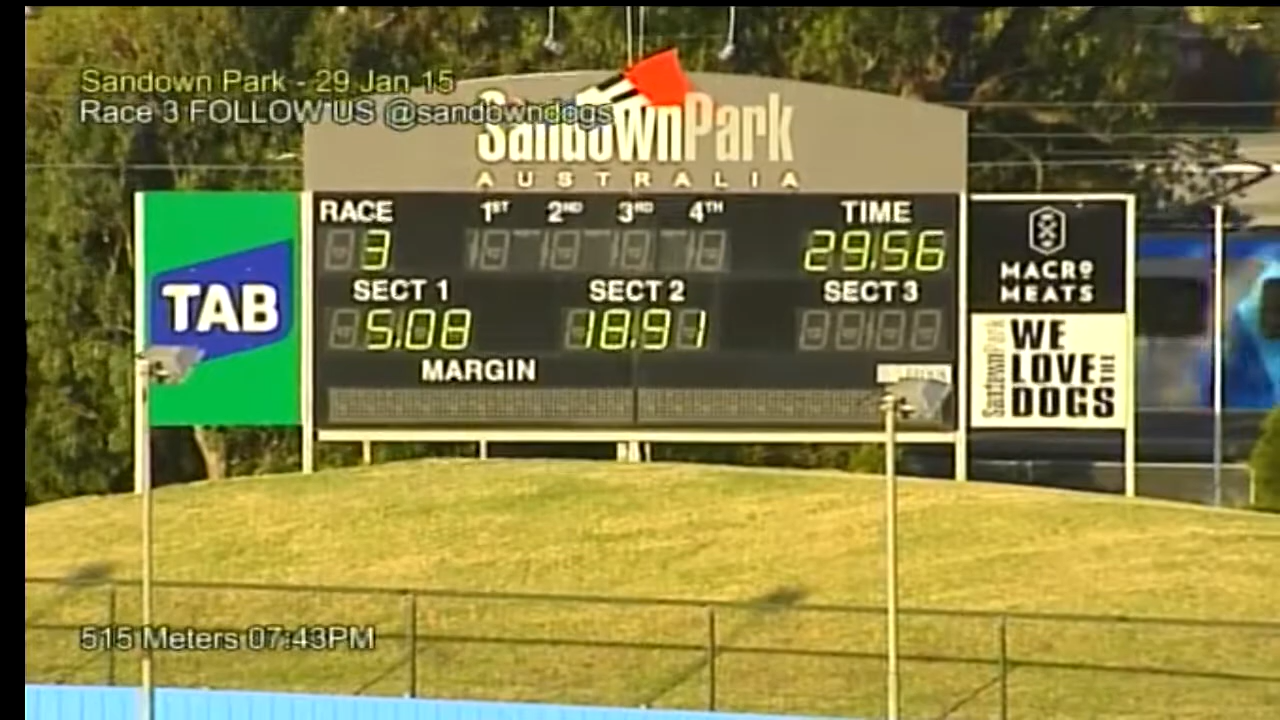 Sandown Park - 29 Jan 15
Race 3 FOLLOW US @sandowndogs
SandownPark
AUSTRALIA
RACE 1ST 2ND 3RD 4TH TIME
3 29.56
SECT 1 SECT 2 SECT 3
5.08 18.91
MARGIN
TAB
MACRO
MEATS
SandownPark
WE
LOVE THE
DOGS
515 Meters 07:43PM